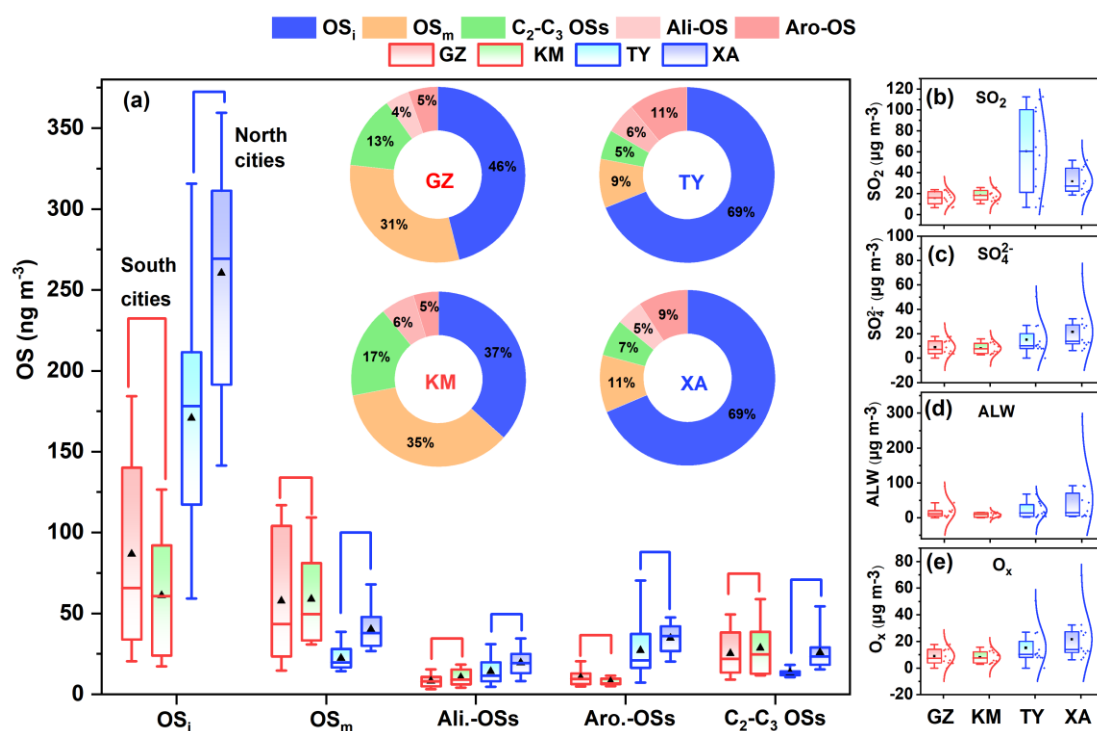 OSi OSm C2-C3 OSs Ali-OS Aro-OS
GZ KM TY XA
(a)
OS (ng m-3)
350
300
250
200
150
100
50
0
South cities
North cities
GZ
46%
31%
13%
4%
5%
TY
69%
9%
5%
6%
11%
KM
37%
35%
17%
6%
5%
XA
69%
11%
7%
5%
9%
OSi OSm Ali.-OSs Aro.-OSs C2-C3 OSs
(b) SO2
SO2 (µg m-3)
120
100
80
60
40
20
0
(c) SO42-
SO42- (µg m-3)
100
80
60
40
20
0
-20
(d) ALW
ALW (µg m-3)
300
200
100
0
(e) Ox
Ox (µg m-3)
80
60
40
20
0
-20
GZ KM TY XA